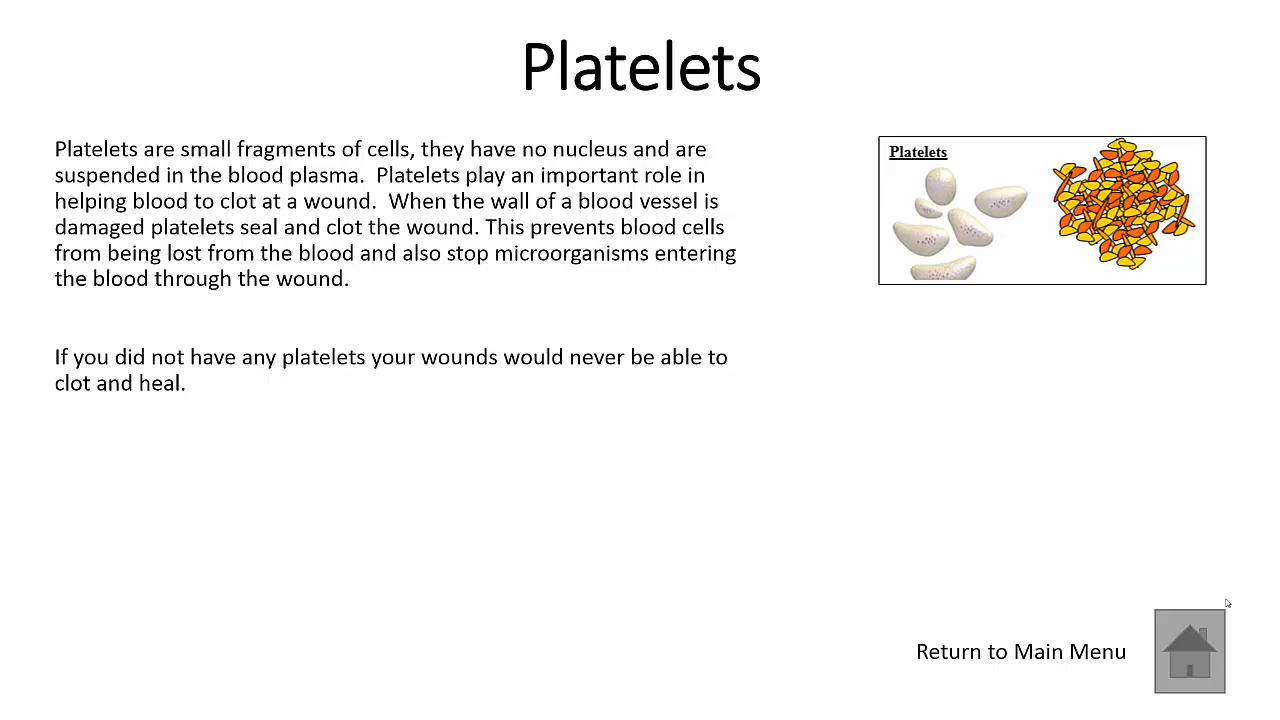 Platelets
Platelets are small fragments of cells, they have no nucleus and are
suspended in the blood plasma.  Platelets play an important role in
helping blood to clot at a wound.  When the wall of a blood vessel is
damaged platelets seal and clot the wound. This prevents blood cells
from being lost from the blood and also stop microorganisms entering
the blood through the wound.
If you did not have any platelets your wounds would never be able to
clot and heal.
Platelets
Return to Main Menu